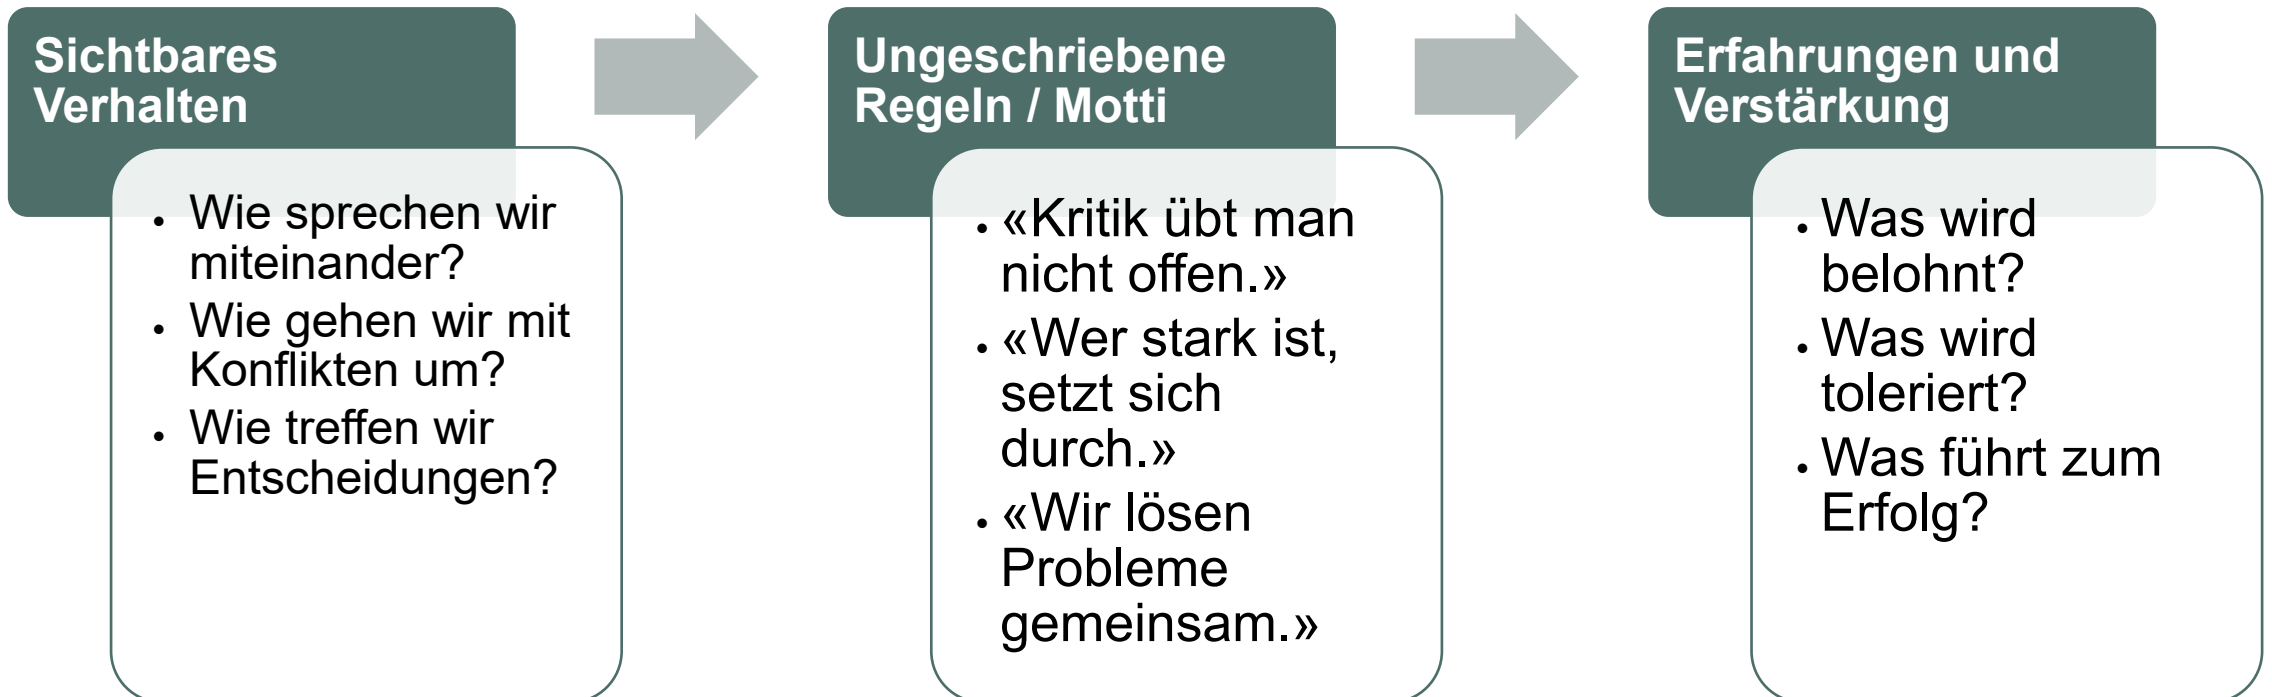 Sichtbares
Verhalten
• Wie sprechen wir
miteinander?
• Wie gehen wir mit
Konflikten um?
• Wie treffen wir
Entscheidungen?
Ungeschriebene
Regeln / Motti
• «Kritik übt man
nicht offen.»
• «Wer stark ist,
setzt sich
durch.»
• «Wir lösen
Probleme
gemeinsam.»
Erfahrungen und
Verstärkung
• Was wird
belohnt?
• Was wird
toleriert?
• Was führt zum
Erfolg?